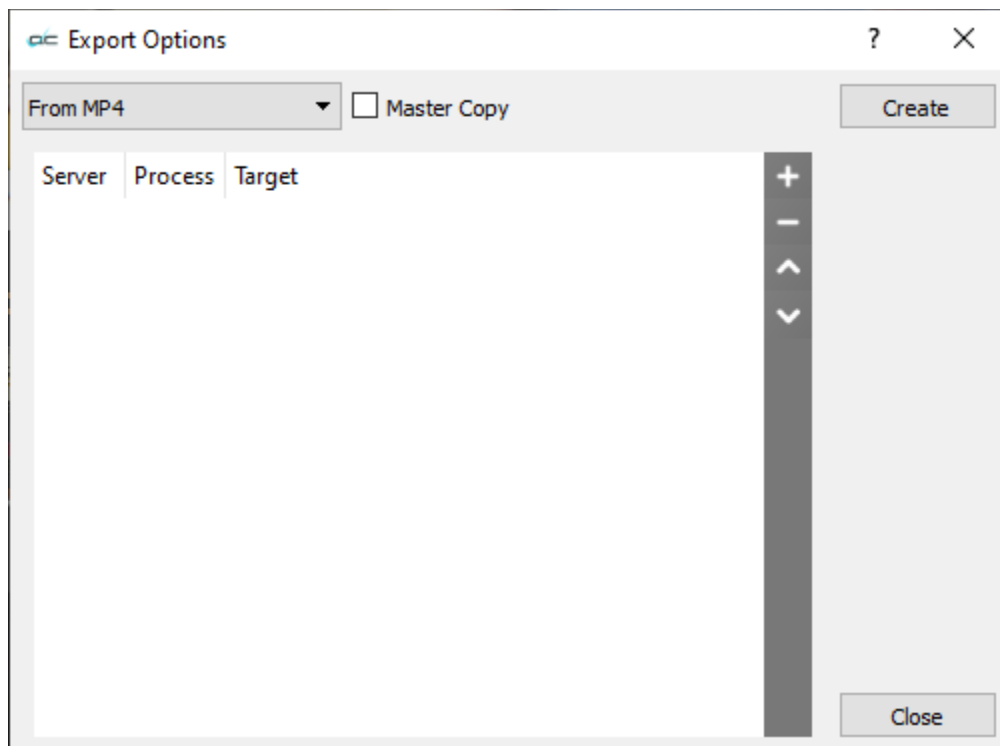 Export Options
From MP4
Master Copy
Create
Server Process Target
Close